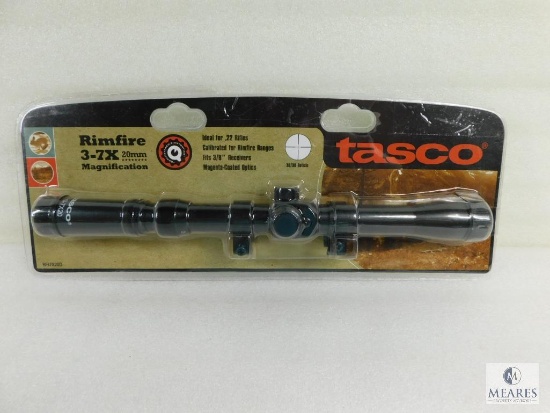 Rimfire
3-7X 20mm
Magnification
Ideal for .22 Rifles
Calibrated for Rimfire Ranges
Fits 3/8" Receivers
Magenta-Coated Optics
tasco®
MEARES